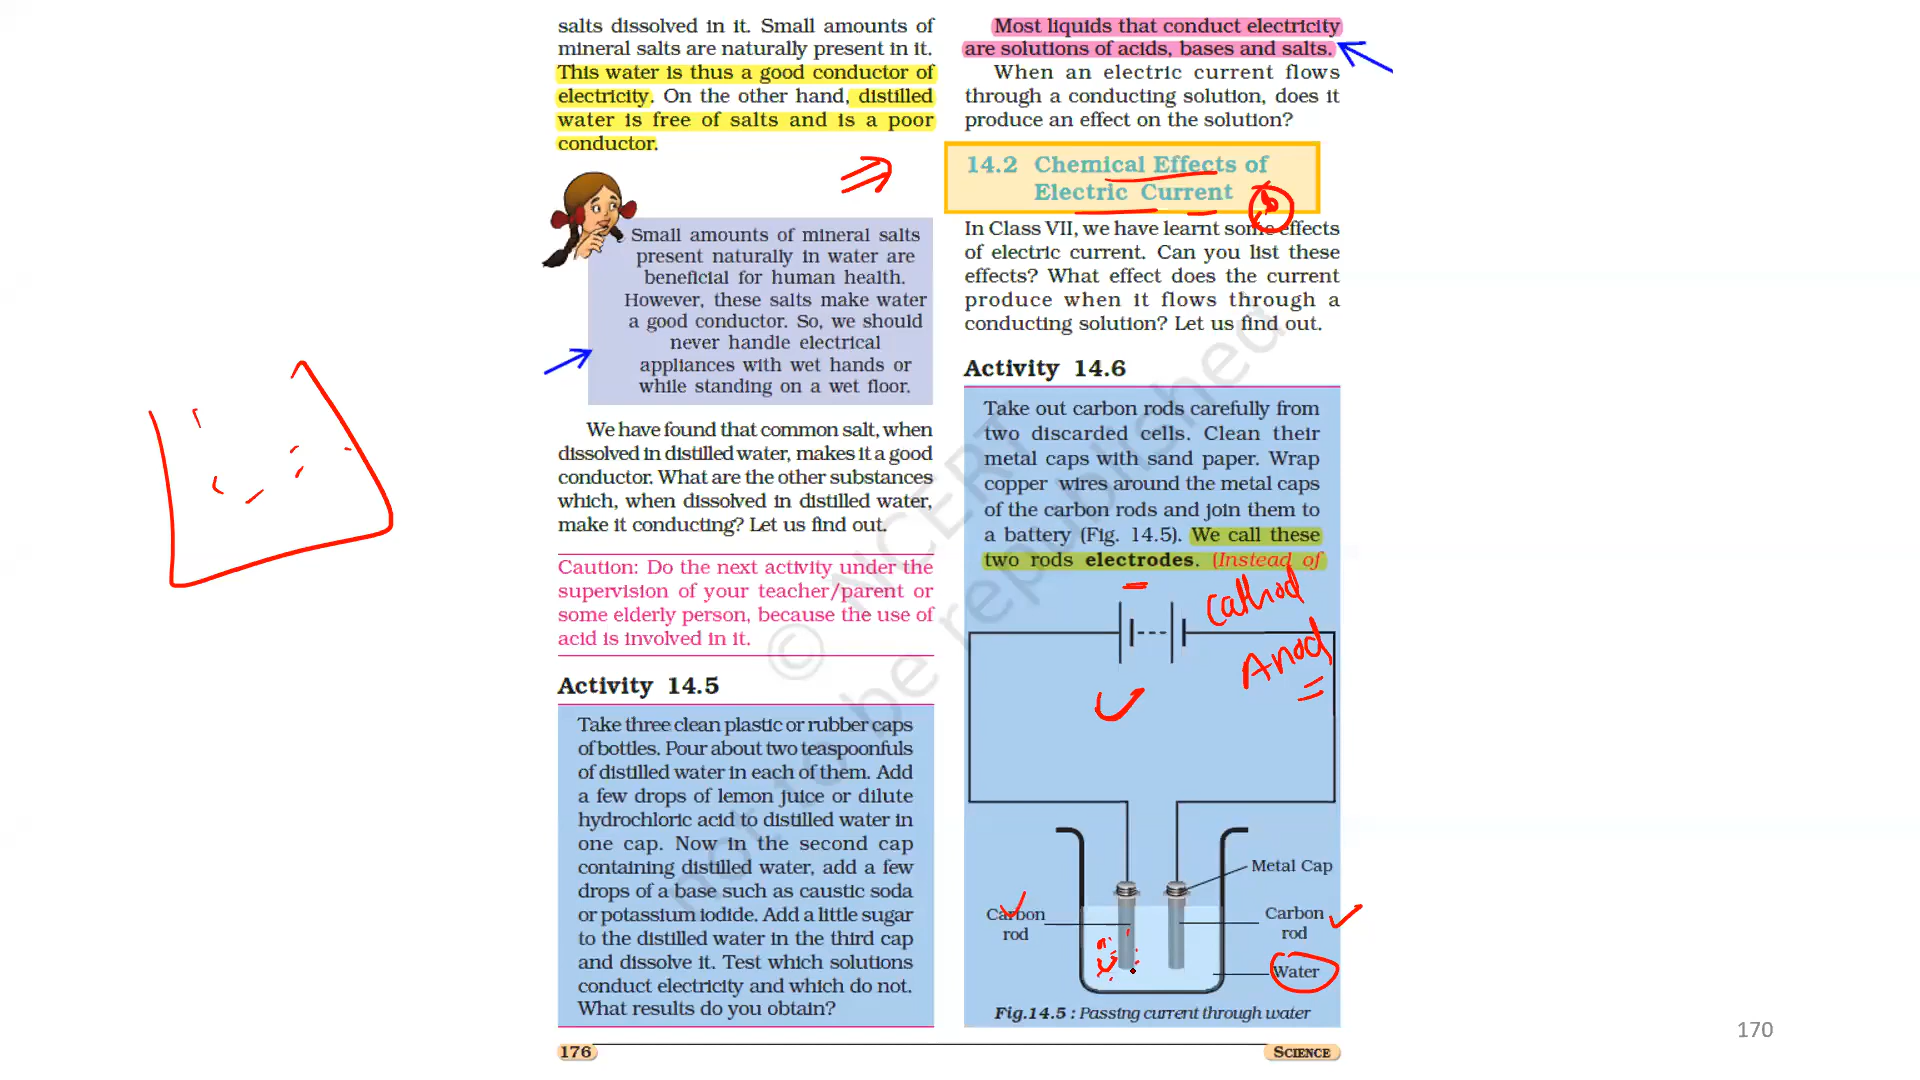 salts dissolved in it. Small amounts of
mineral salts are naturally present in it.
This water is thus a good conductor of
electricity. On the other hand, distilled
water is free of salts and is a poor
conductor.
Small amounts of mineral salts
present naturally in water are
beneficial for human health.
However, these salts make water
a good conductor. So, we should
never handle electrical
appliances with wet hands or
while standing on a wet floor.
We have found that common salt, when
dissolved in distilled water, makes it a good
conductor. What are the other substances
which, when dissolved in distilled water,
make it conducting? Let us find out.
Caution: Do the next activity under the
supervision of your teacher/parent or
some elderly person, because the use of
acid is involved in it.
Activity 14.5
Take three clean plastic or rubber caps
of bottles. Pour about two teaspoonfuls
of distilled water in each of them. Add
a few drops of lemon juice or dilute
hydrochloric acid to distilled water in
one cap. Now in the second cap
containing distilled water, add a few
drops of a base such as caustic soda
or potassium iodide. Add a little sugar
to the distilled water in the third cap
and dissolve it. Test which solutions
conduct electricity and which do not.
What results do you obtain?
176
Most liquids that conduct electricity
are solutions of acids, bases and salts.
When an electric current flows
through a conducting solution, does it
produce an effect on the solution?
14.2 Chemical Effects of
Electric Current
In Class VII, we have learnt some effects
of electric current. Can you list these
effects? What effect does the current
produce when it flows through a
conducting solution? Let us find out.
Activity 14.6
Take out carbon rods carefully from
two discarded cells. Clean their
metal caps with sand paper. Wrap
copper wires around the metal caps
of the carbon rods and join them to
a battery (Fig. 14.5). We call these
two rods electrodes. (Instead of
Cathod
Anod
Metal Cap
Carbon
rod
Carbon
rod
Water
Fig.14.5 : Passing current through water
SCIENCE
© NCERT
not to be republished
170